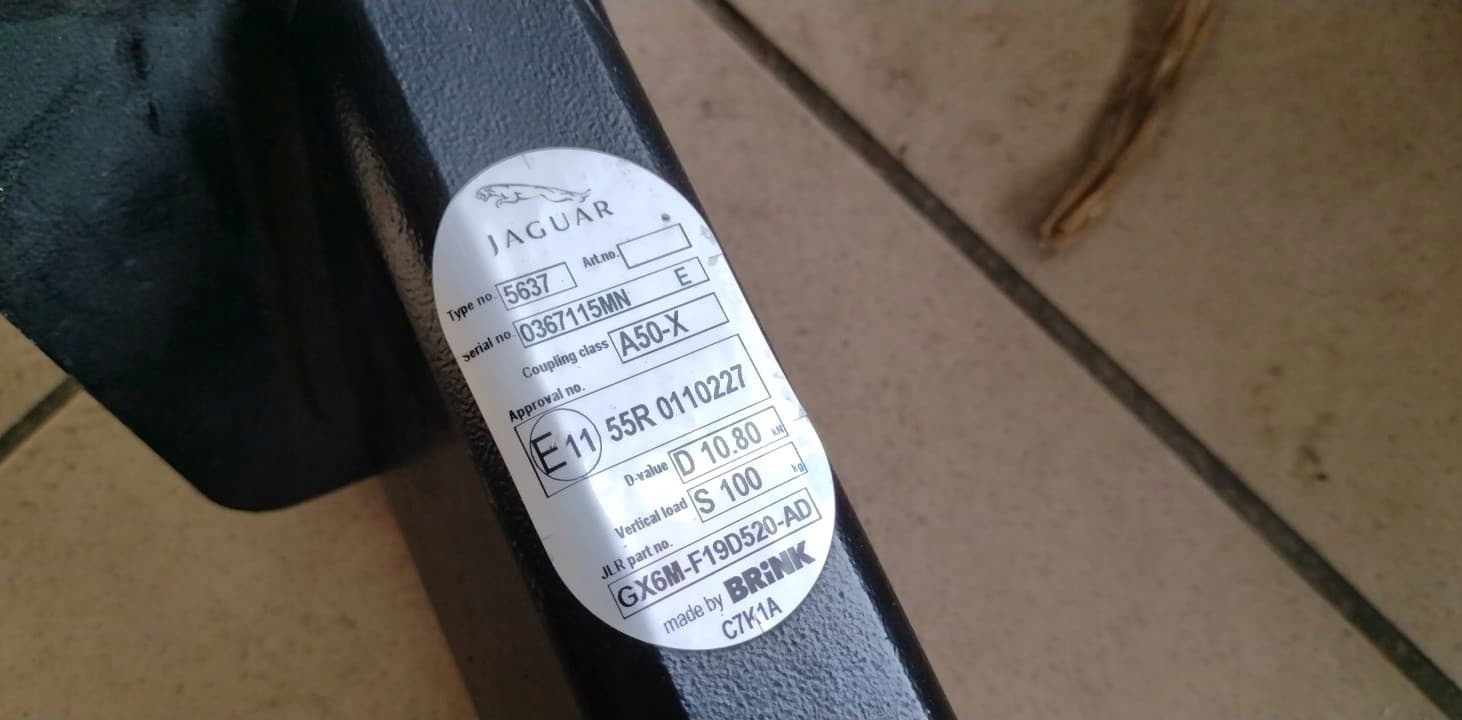 JAGUAR
Type no. 5637 Art.no.
Serial no. 0367115MN E
Coupling class A50-X
Approval no.
E11 55R 0110227
D-value D 10.80 kN
Vertical load S 100 kg
JLR part no.
GX6M-F19D520-AD
made by BRiNK
C7K1A